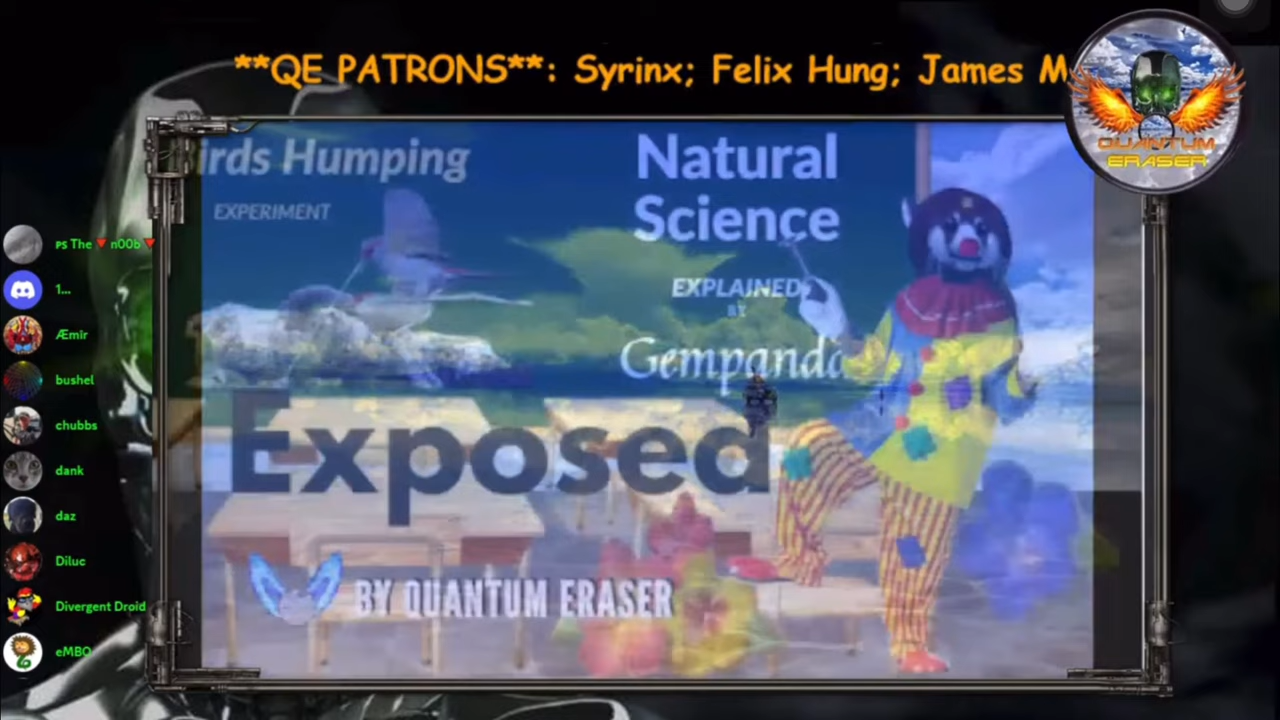 **QE PATRONS**: Syrinx; Felix Hung; James M
QUANTUM
ERASER
irds Humping
EXPERIMENT
Natural
Science
EXPLAINED
BY
Gempanda
Exposed
BY QUANTUM ERASER
PS The 🔻 n00b 🔻
1...
Æmir
bushel
chubbs
dank
daz
Diluc
Divergent Droid
eMBO